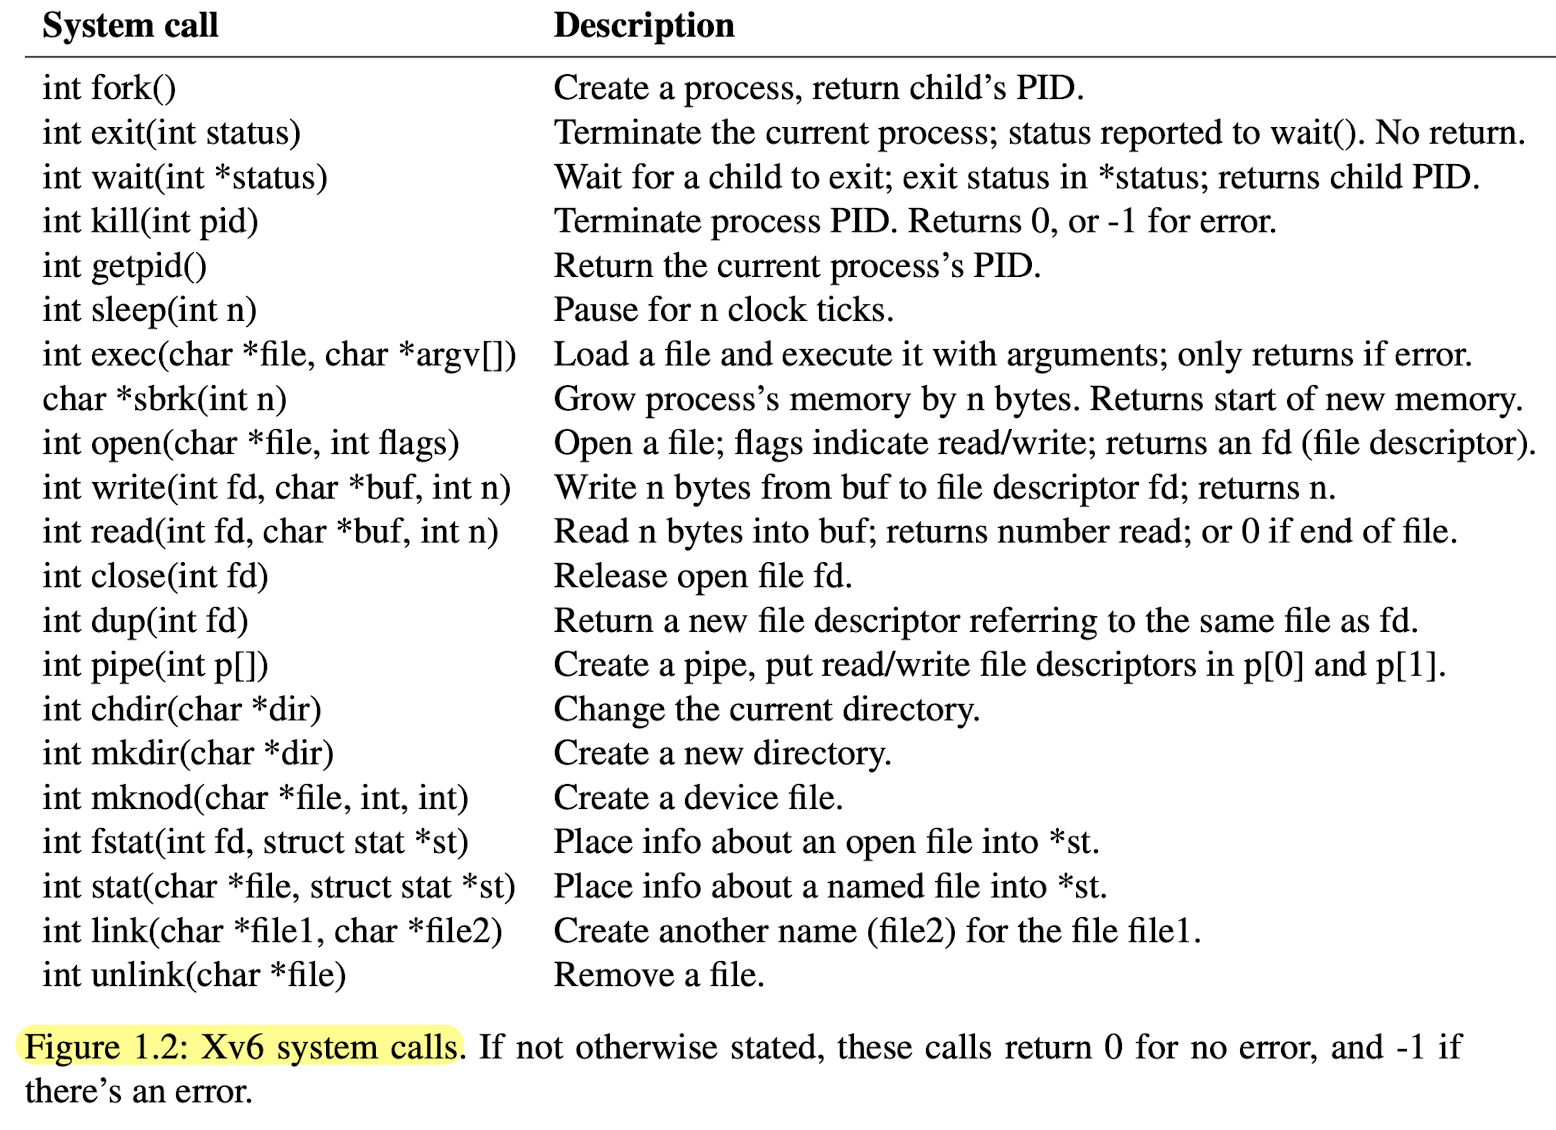 System call Description
int fork() Create a process, return child’s PID.
int exit(int status) Terminate the current process; status reported to wait(). No return.
int wait(int *status) Wait for a child to exit; exit status in *status; returns child PID.
int kill(int pid) Terminate process PID. Returns 0, or -1 for error.
int getpid() Return the current process’s PID.
int sleep(int n) Pause for n clock ticks.
int exec(char *file, char *argv[]) Load a file and execute it with arguments; only returns if error.
char *sbrk(int n) Grow process’s memory by n bytes. Returns start of new memory.
int open(char *file, int flags) Open a file; flags indicate read/write; returns an fd (file descriptor).
int write(int fd, char *buf, int n) Write n bytes from buf to file descriptor fd; returns n.
int read(int fd, char *buf, int n) Read n bytes into buf; returns number read; or 0 if end of file.
int close(int fd) Release open file fd.
int dup(int fd) Return a new file descriptor referring to the same file as fd.
int pipe(int p[]) Create a pipe, put read/write file descriptors in p[0] and p[1].
int chdir(char *dir) Change the current directory.
int mkdir(char *dir) Create a new directory.
int mknod(char *file, int, int) Create a device file.
int fstat(int fd, struct stat *st) Place info about an open file into *st.
int stat(char *file, struct stat *st) Place info about a named file into *st.
int link(char *file1, char *file2) Create another name (file2) for the file file1.
int unlink(char *file) Remove a file.
Figure 1.2: Xv6 system calls. If not otherwise stated, these calls return 0 for no error, and -1 if
there’s an error.